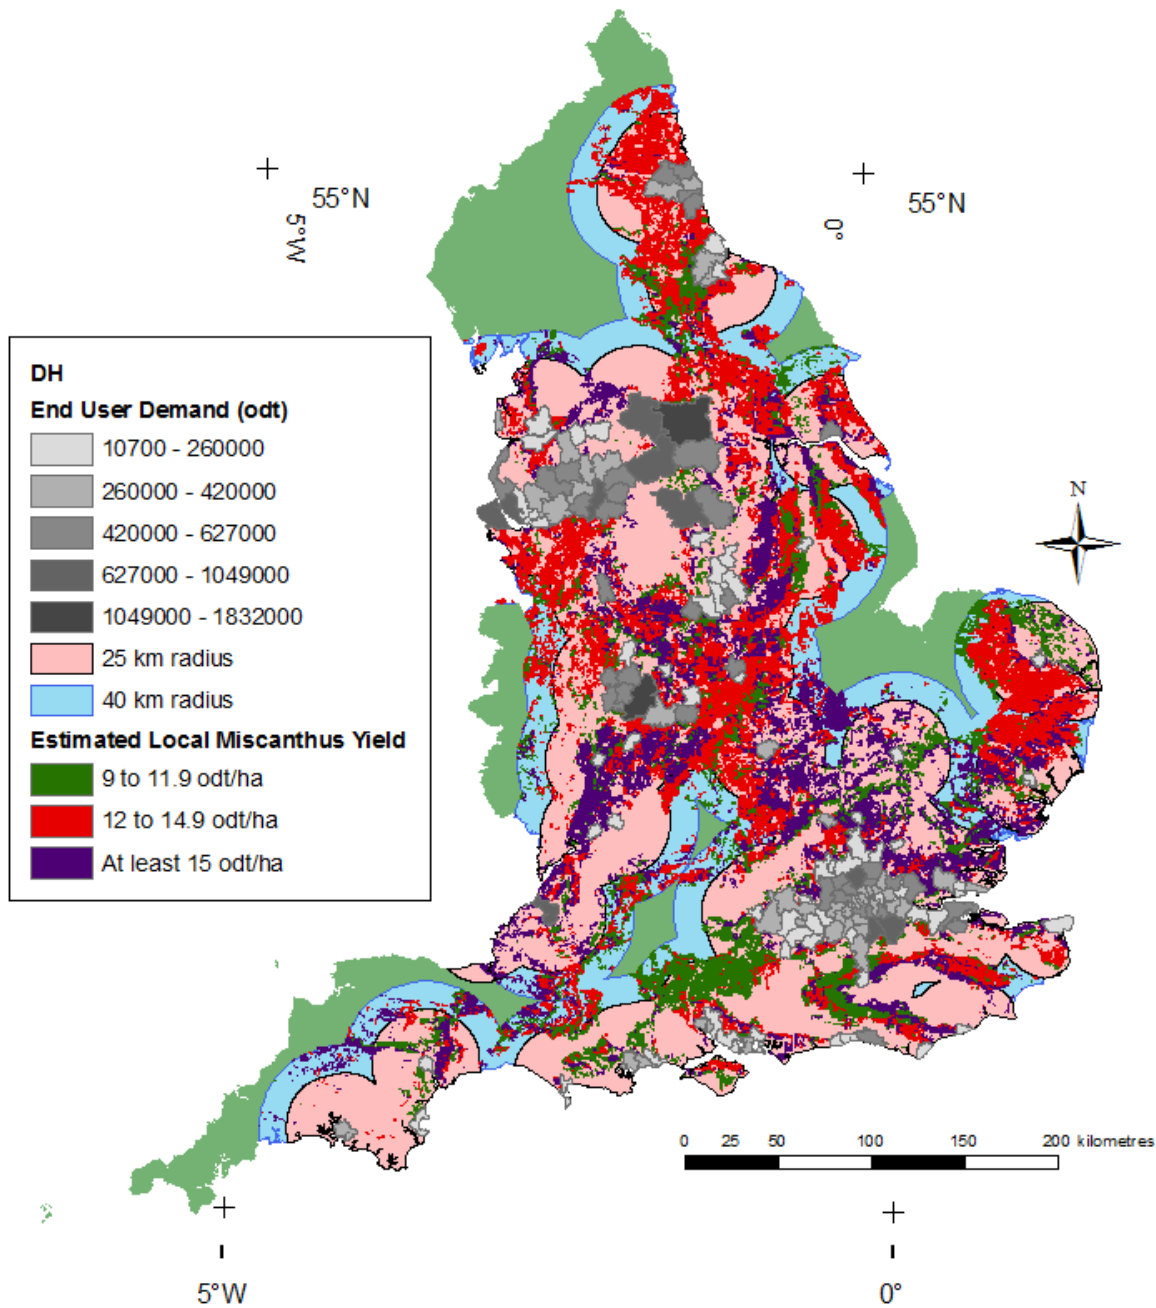 55°N
5°W
55°N
0°
DH
End User Demand (odt)
10700 - 260000
260000 - 420000
420000 - 627000
627000 - 1049000
1049000 - 1832000
25 km radius
40 km radius
Estimated Local Miscanthus Yield
9 to 11.9 odt/ha
12 to 14.9 odt/ha
At least 15 odt/ha
N
0 25 50 100 150 200 kilometres
5°W
0°